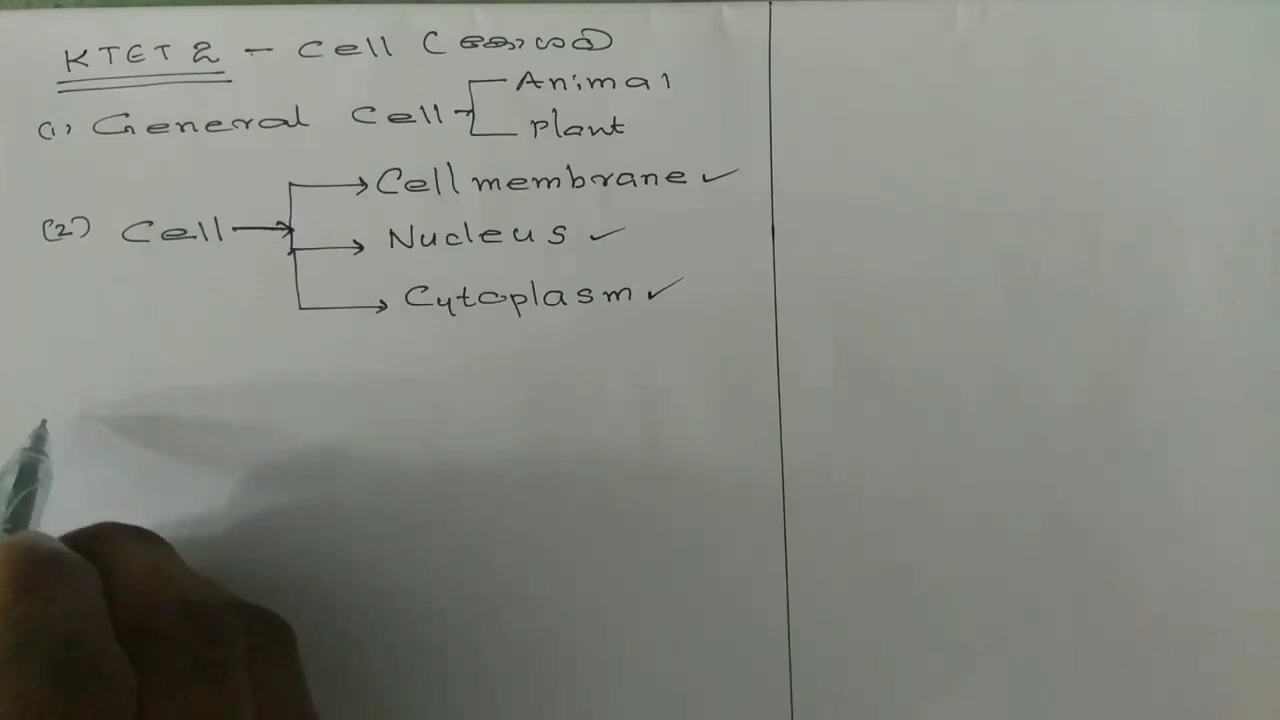 KTET 2 - Cell (കോശം)
(1) General Cell Animal
Plant
(2) Cell → Cell membrane ✓
Nucleus ✓
Cytoplasm ✓